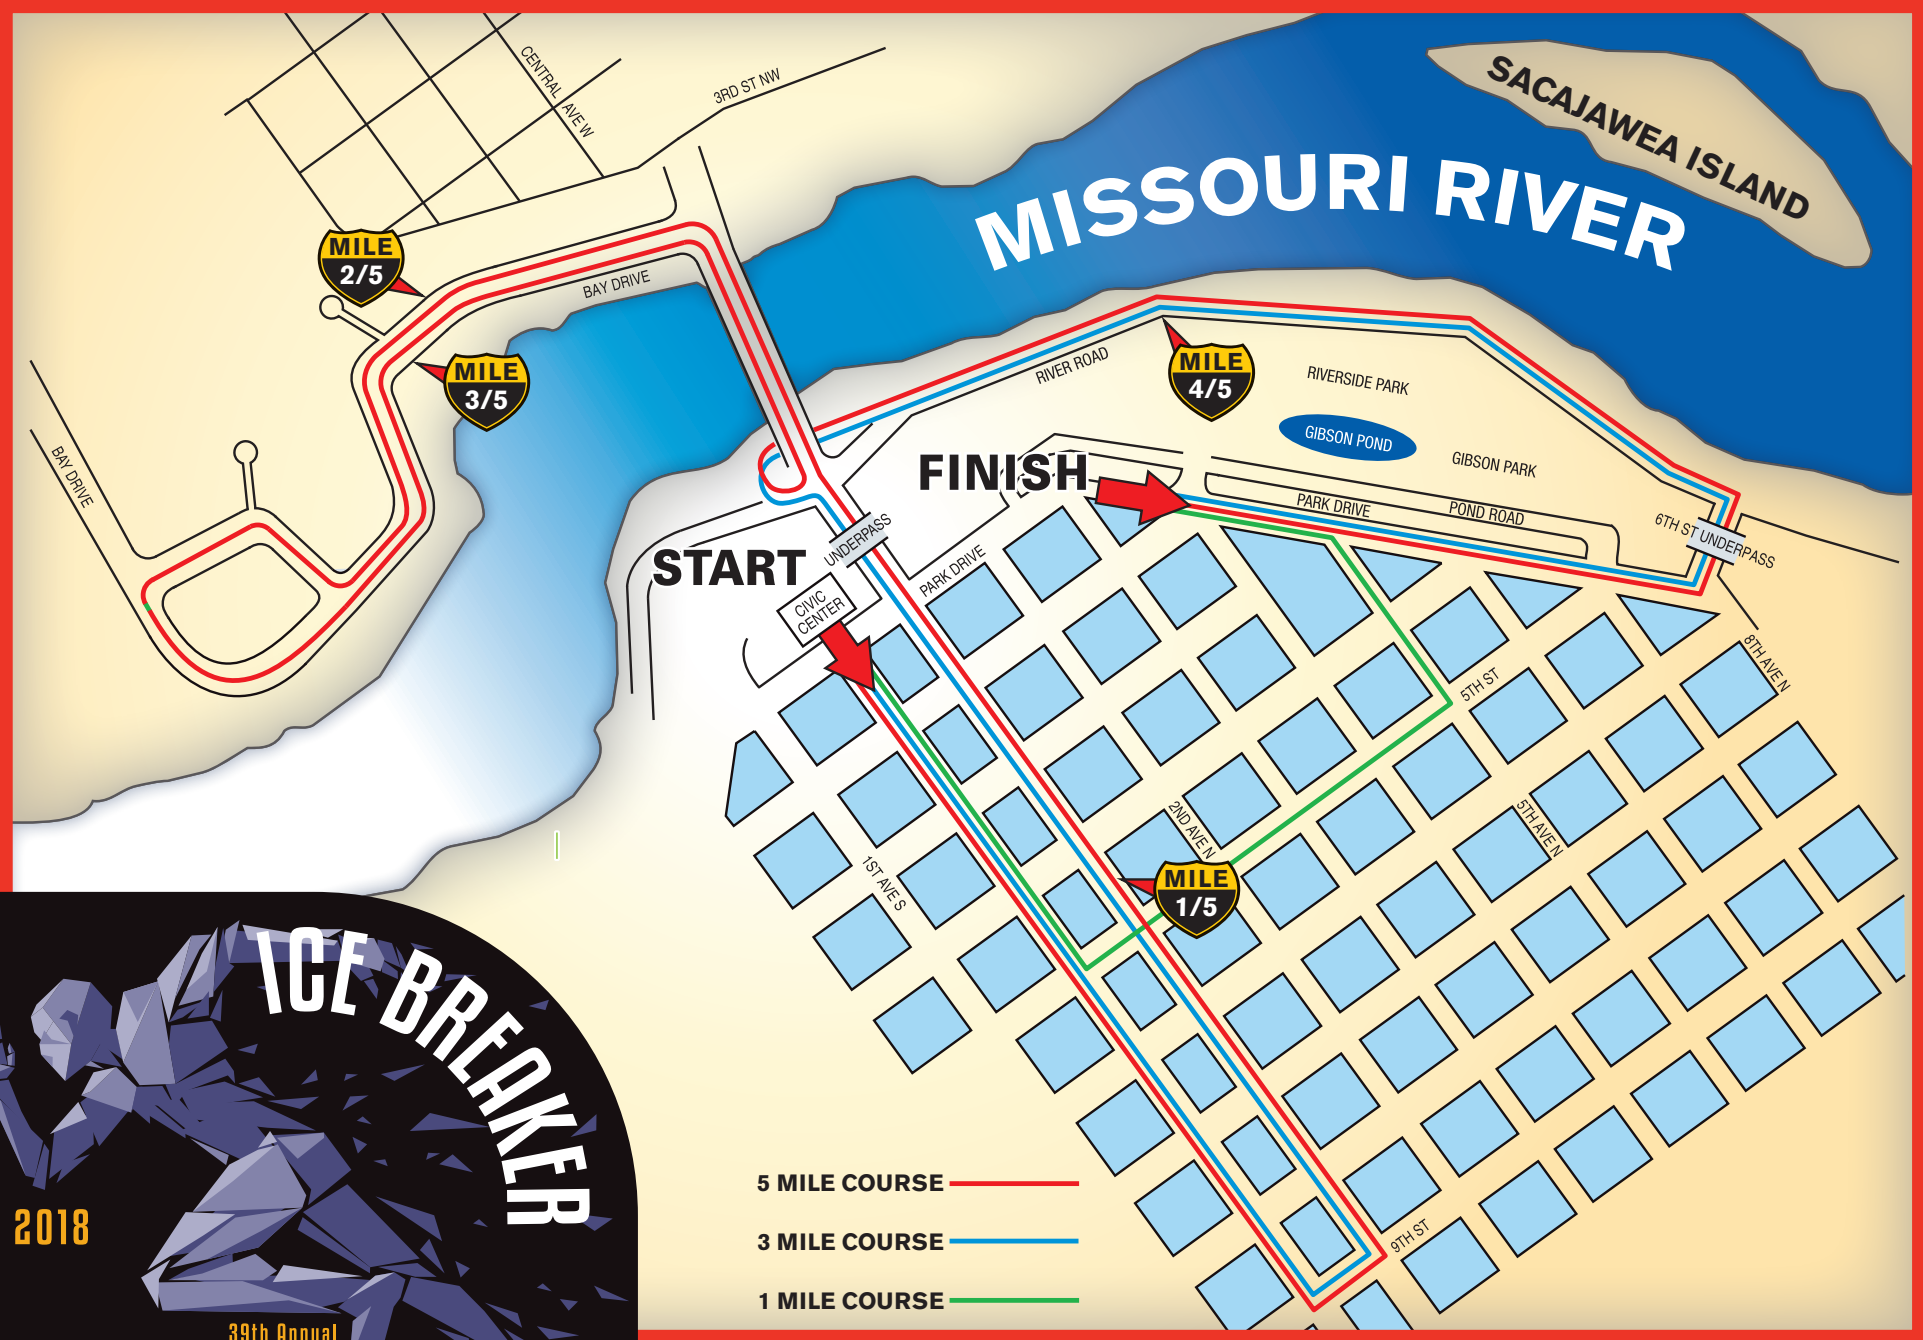 CENTRAL AVE W
3RD ST NW
SACAJAWEA ISLAND
MISSOURI RIVER
MILE
2/5
BAY DRIVE
MILE
3/5
RIVER ROAD
MILE
4/5
RIVERSIDE PARK
GIBSON POND
GIBSON PARK
FINISH
PARK DRIVE
POND ROAD
6TH ST UNDERPASS
BAY DRIVE
UNDERPASS
START
PARK DRIVE
CIVIC
CENTER
8TH AVE N
5TH ST
2ND AVE N
5TH AVE N
1ST AVE S
MILE
1/5
9TH ST
ICE BREAKER
2018
39th Annual
5 MILE COURSE
3 MILE COURSE
1 MILE COURSE